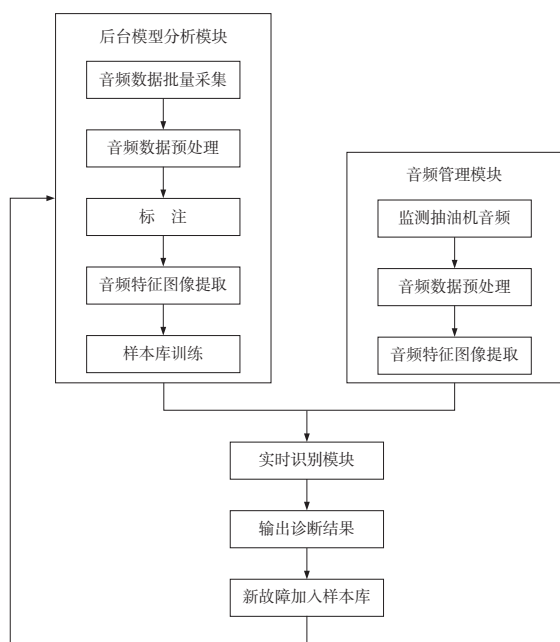 后台模型分析模块
音频数据批量采集
音频数据预处理
标　注
音频特征图像提取
样本库训练
音频管理模块
监测抽油机音频
音频数据预处理
音频特征图像提取
实时识别模块
输出诊断结果
新故障加入样本库